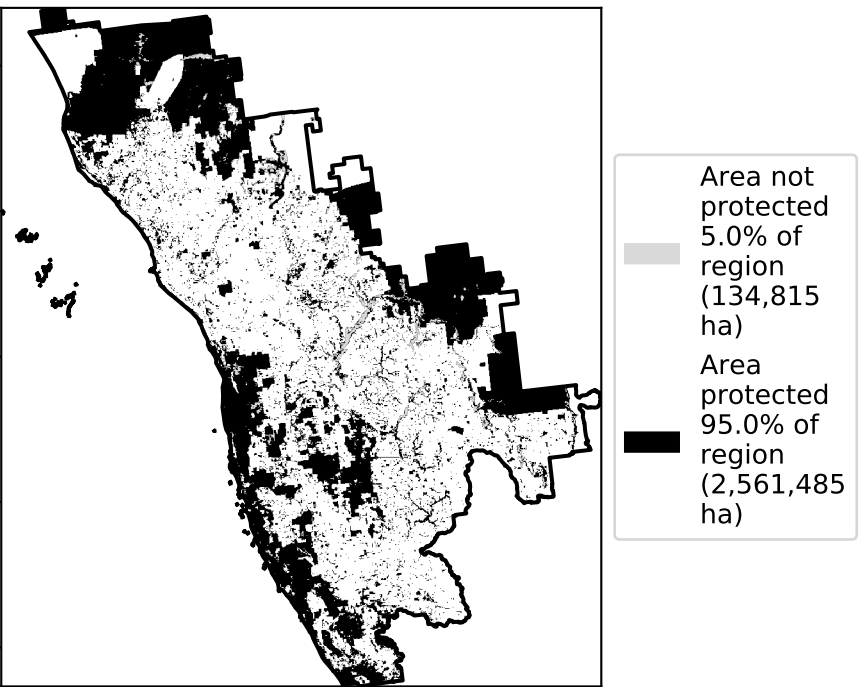 Area not
protected
5.0% of
region
(134,815
ha)
Area
protected
95.0% of
region
(2,561,485
ha)